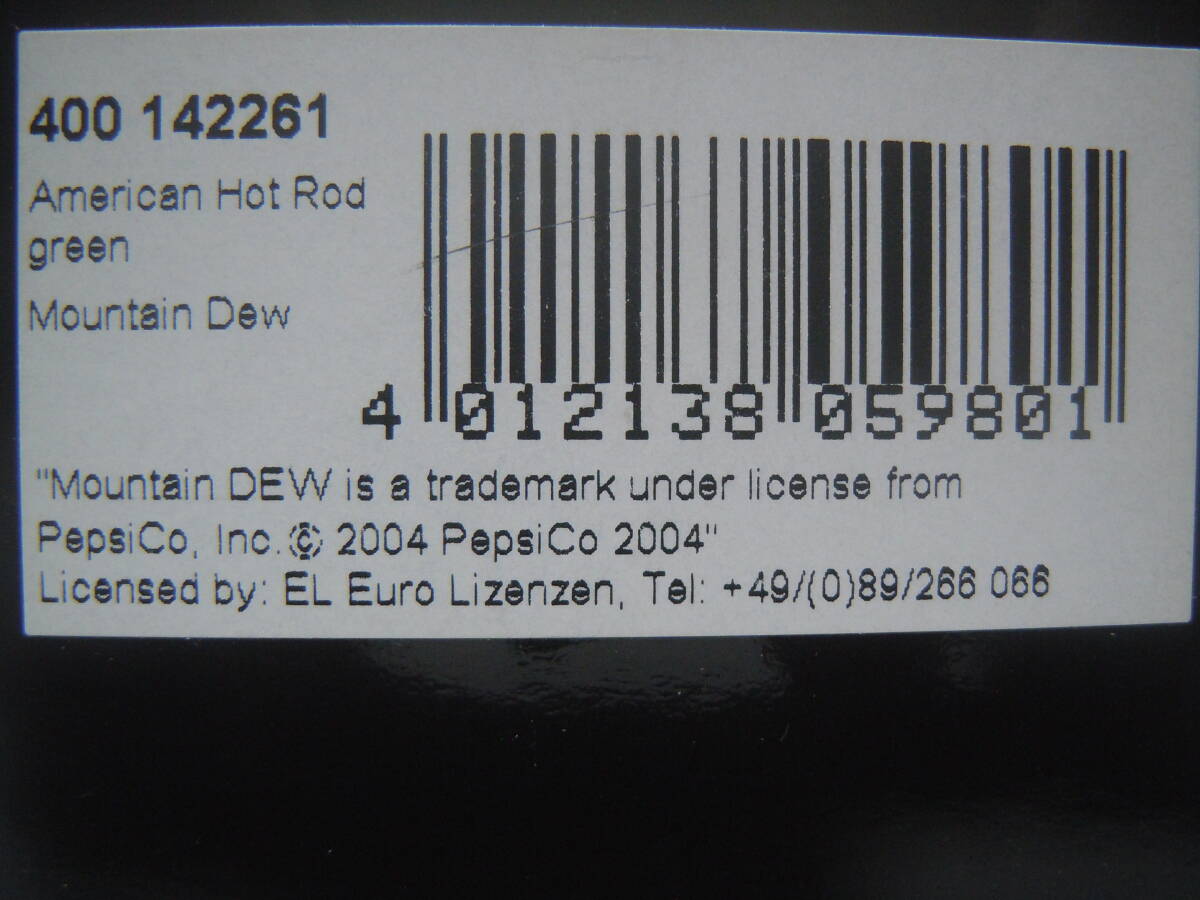 400 142261
American Hot Rod
green
Mountain Dew
4 012138 059801
"Mountain DEW is a trademark under license from
PepsiCo, Inc.© 2004 PepsiCo 2004"
Licensed by: EL Euro Lizenzen, Tel: +49/(0)89/266 066